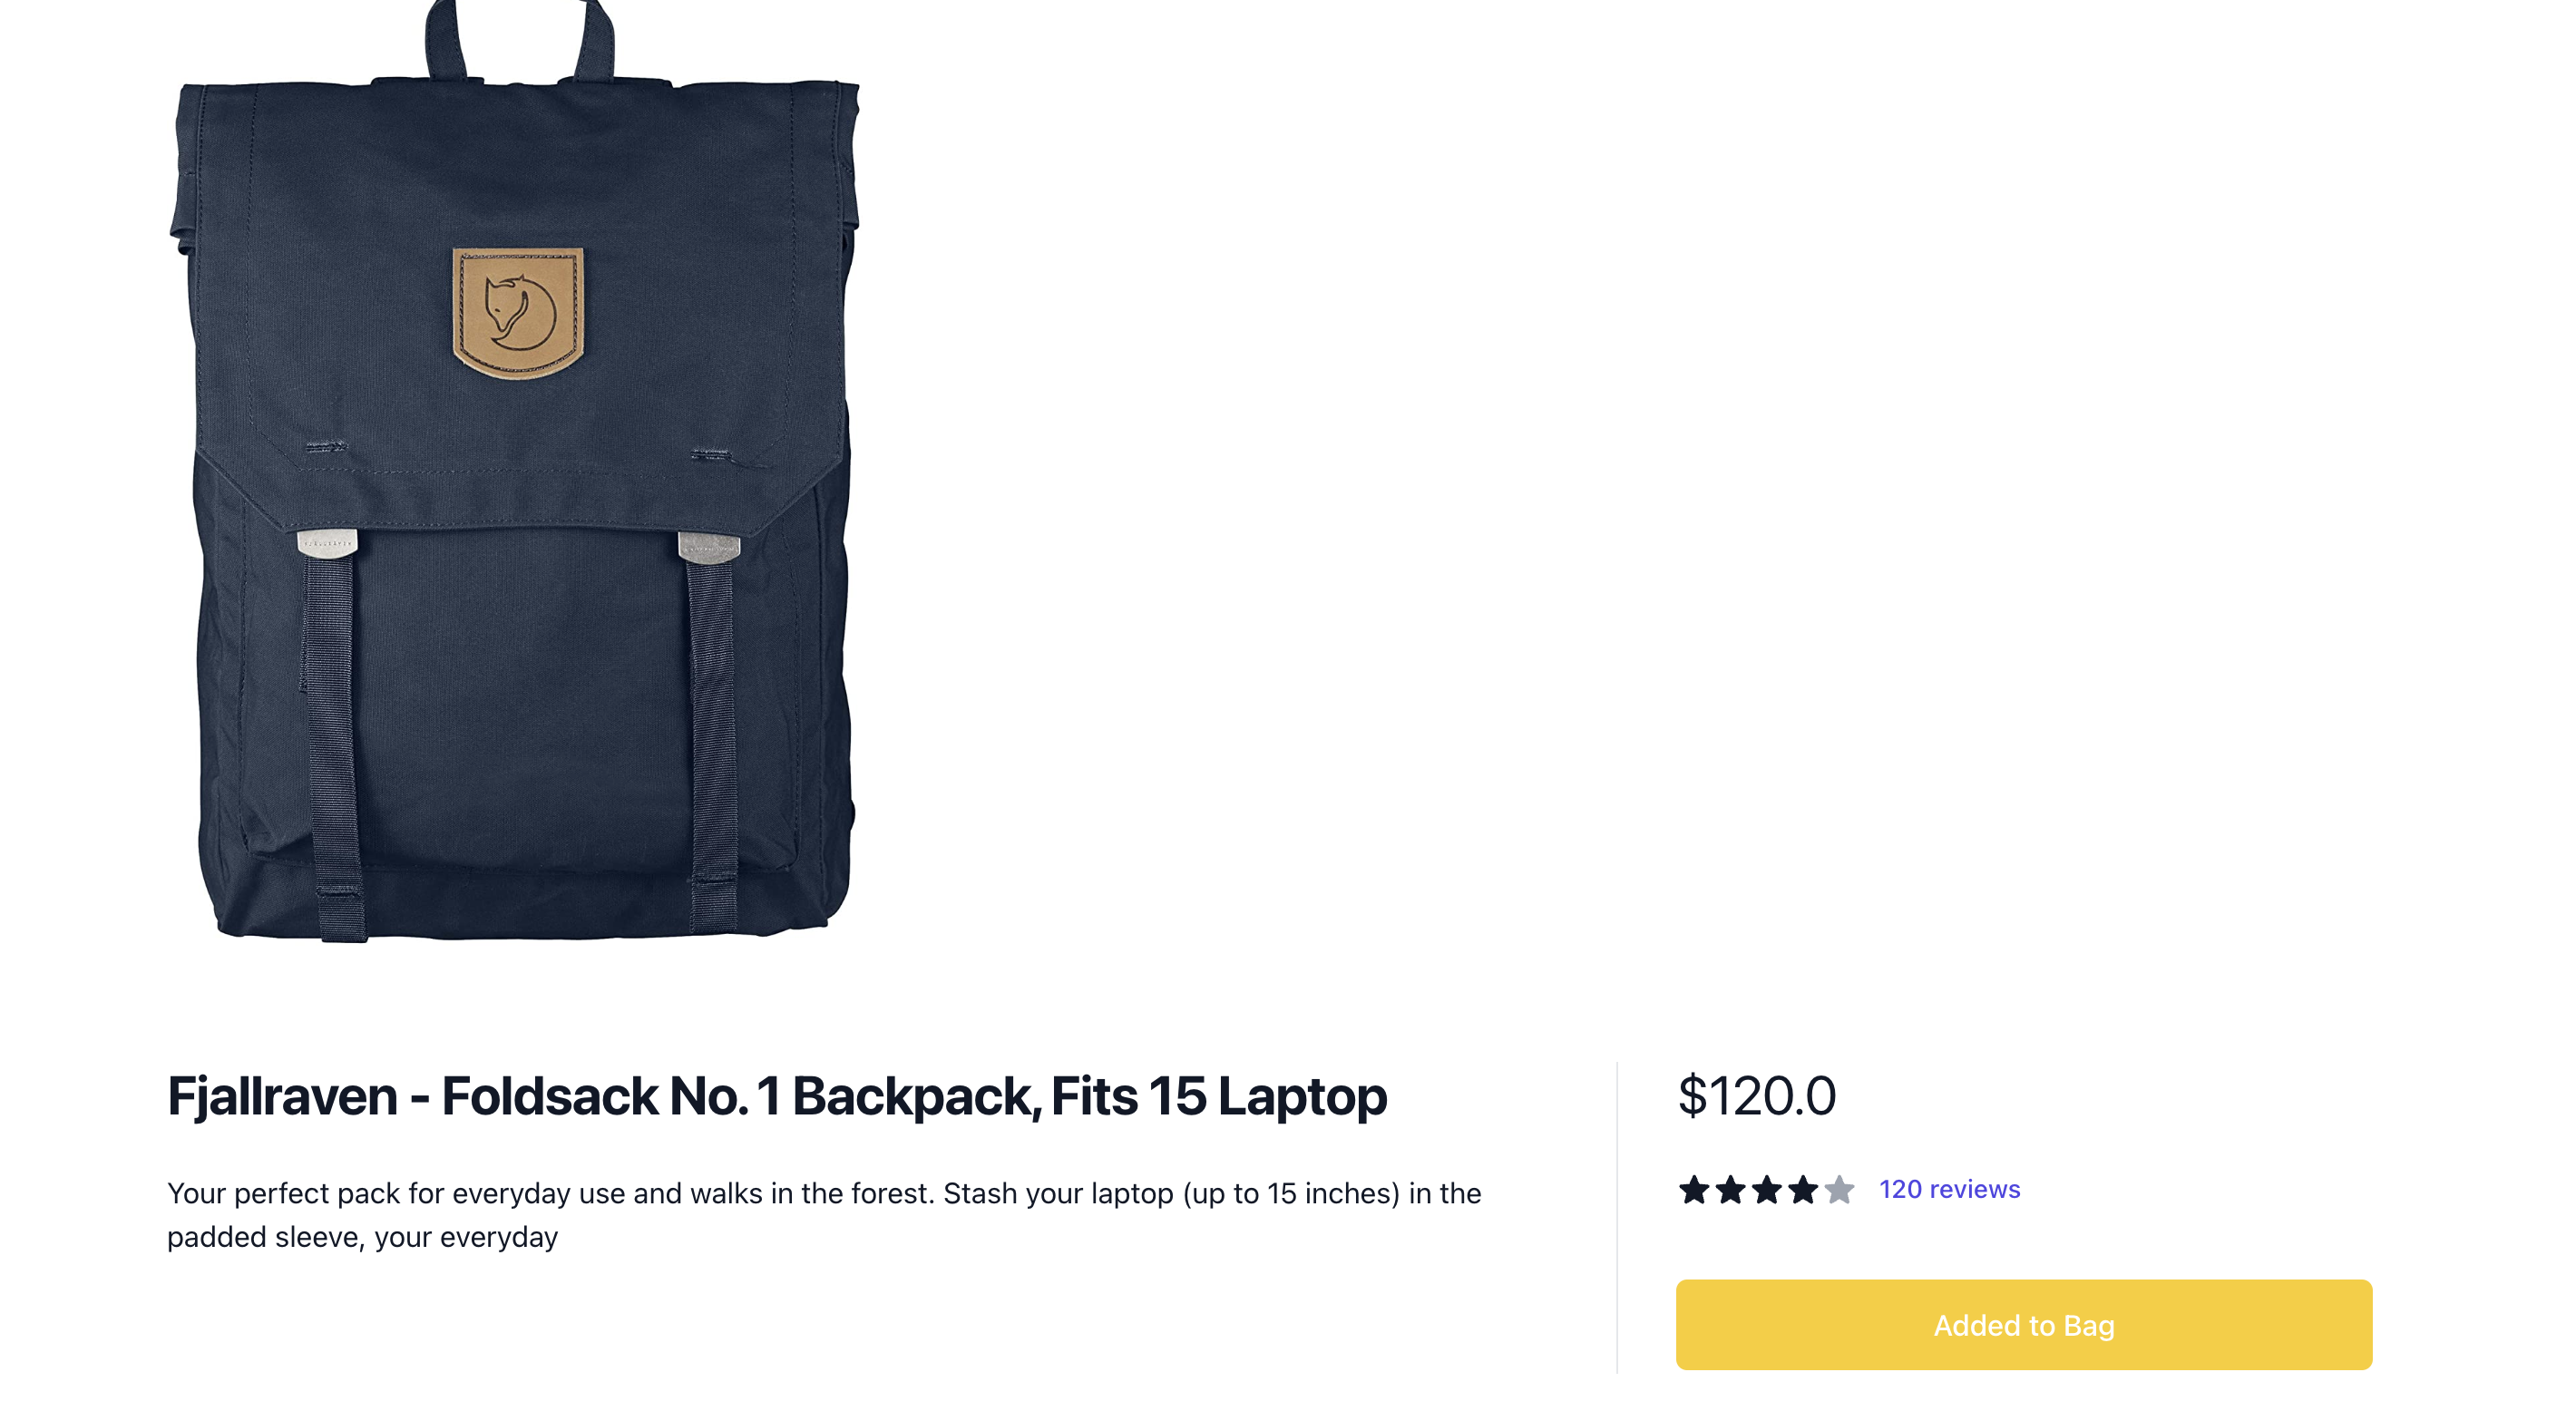 Fjallraven - Foldsack No. 1 Backpack, Fits 15 Laptop
Your perfect pack for everyday use and walks in the forest. Stash your laptop (up to 15 inches) in the
padded sleeve, your everyday
$120.0
120 reviews
Added to Bag